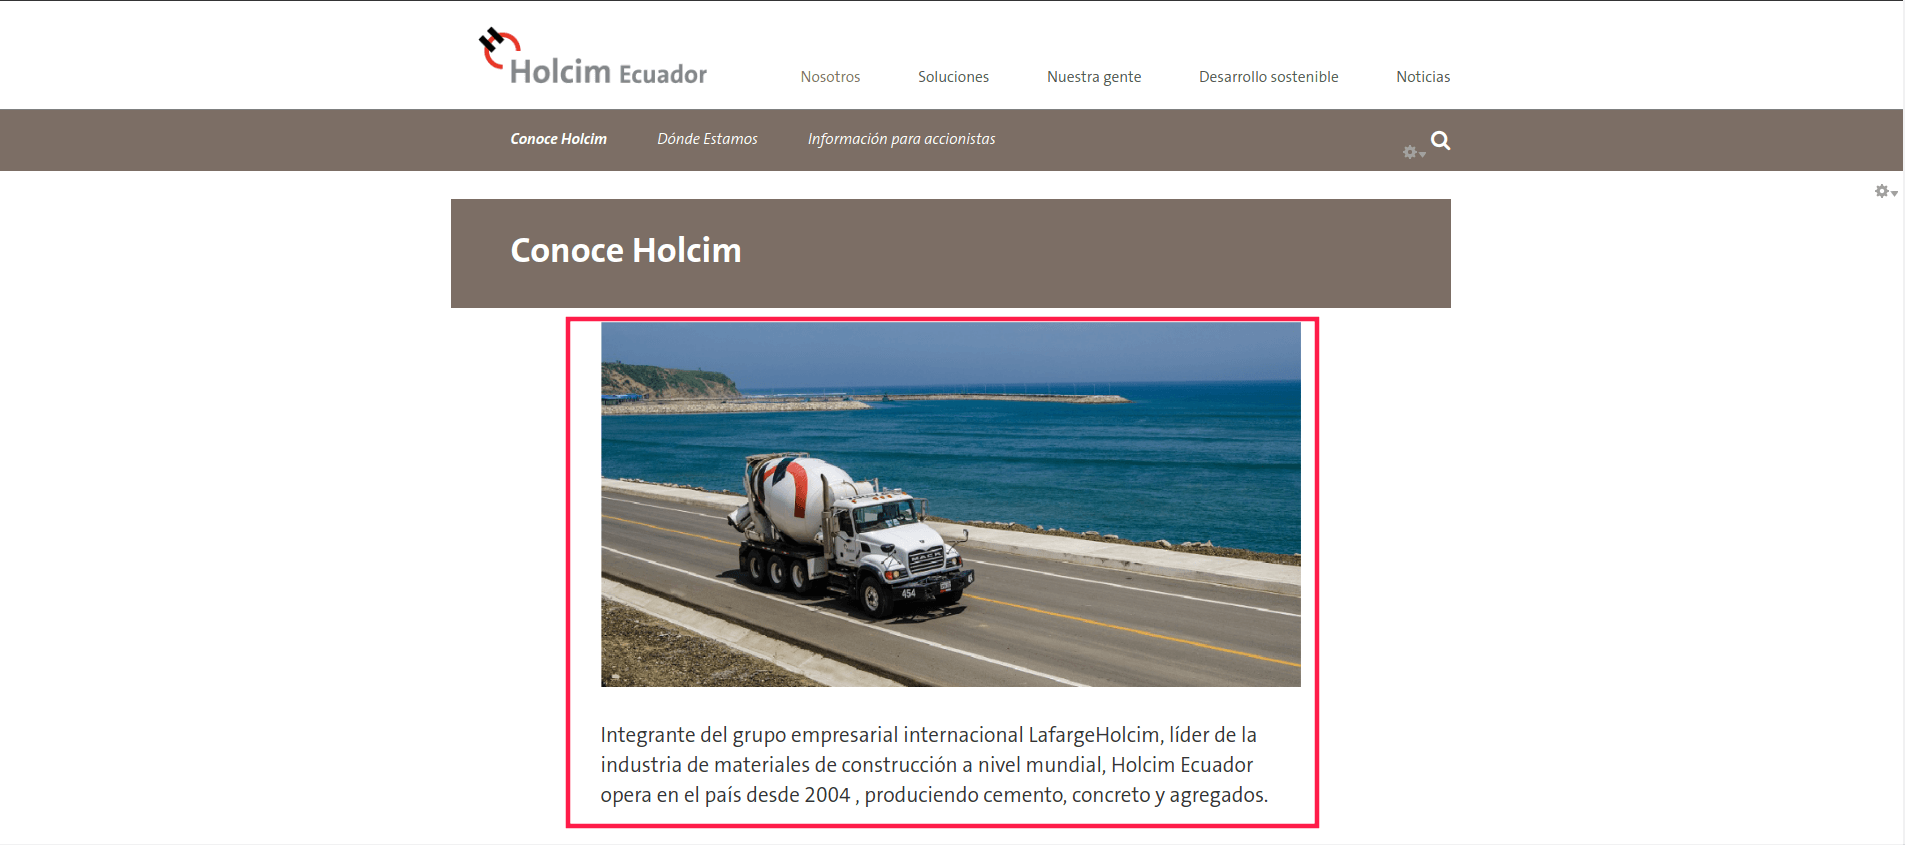 Holcim Ecuador
Nosotros
Soluciones
Nuestra gente
Desarrollo sostenible
Noticias
Conoce Holcim
Dónde Estamos
Información para accionistas
Conoce Holcim
MACK
454
Integrante del grupo empresarial internacional LafargeHolcim, líder de la
industria de materiales de construcción a nivel mundial, Holcim Ecuador
opera en el país desde 2004 , produciendo cemento, concreto y agregados.